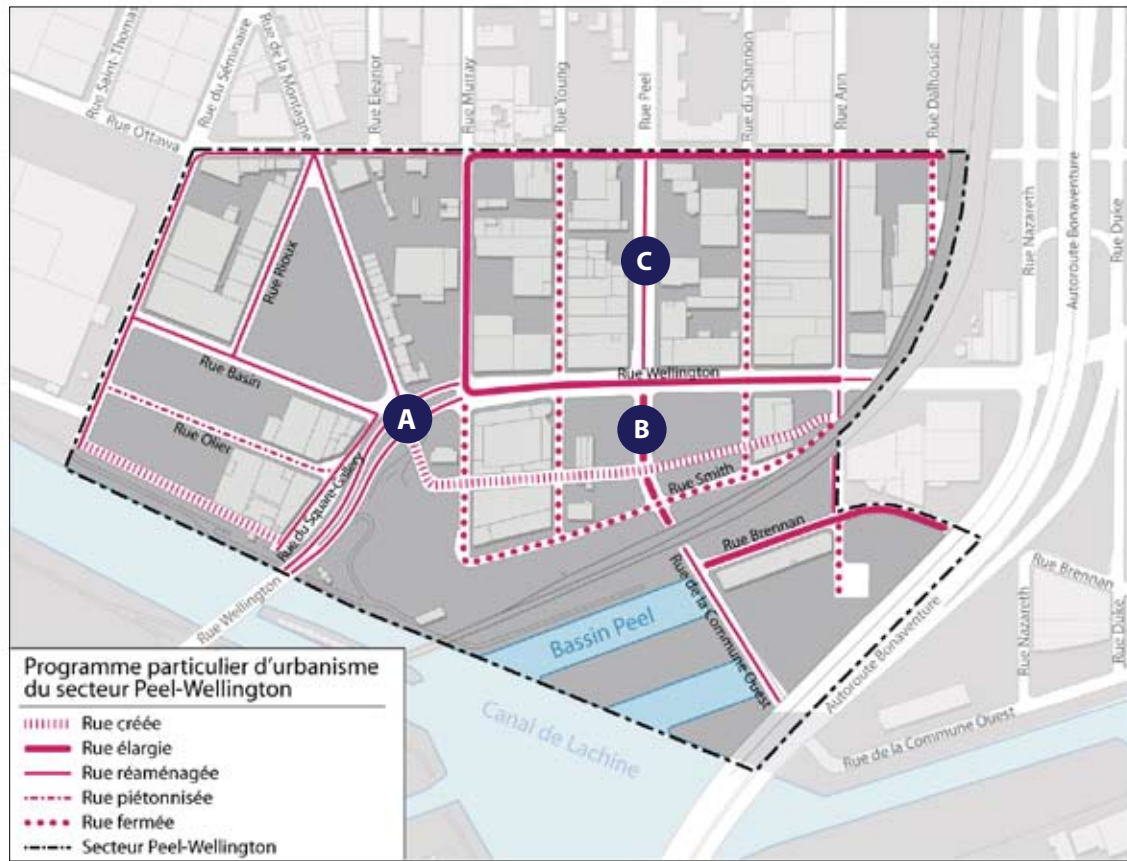 Rue Saint-Thomas
Rue du Séminaire
Rue de la Montagne
Rue Eleanor
Rue Murray
Rue Young
Rue Peel
Rue du Shannon
Rue Ann
Rue Dalhousie
Rue Ottawa
Rue Nazareth
Autoroute Bonaventure
Rue Duke
Rue Rioux
C
Rue Basin
Rue Wellington
A
B
Rue Olier
Rue Smith
Rue du Square-Gallery
Rue Brennan
Rue Wellington
Rue de la Commune Ouest
Bassin Peel
Rue Brennan
Rue Nazareth
Rue Duke
Autoroute Bonaventure
Canal de Lachine
Rue de la Commune Ouest
Programme particulier d'urbanisme
du secteur Peel-Wellington
Rue créée
Rue élargie
Rue réaménagée
Rue piétonnisée
Rue fermée
Secteur Peel-Wellington